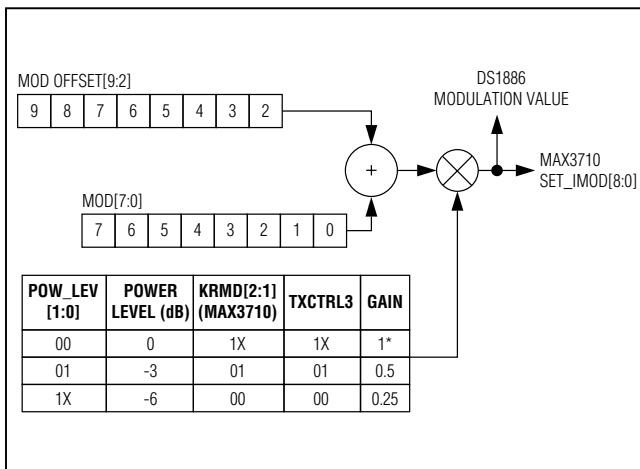 MOD OFFSET[9:2]
9 8 7 6 5 4 3 2
DS1886
MODULATION VALUE
+
MAX3710
SET_IMOD[8:0]
MOD[7:0]
7 6 5 4 3 2 1 0
POW_LEV [1:0] POWER LEVEL (dB) KRMD[2:1] (MAX3710) TXCTRL3 GAIN
00 0 1X 1X 1*
01 -3 01 01 0.5
1X -6 00 00 0.25